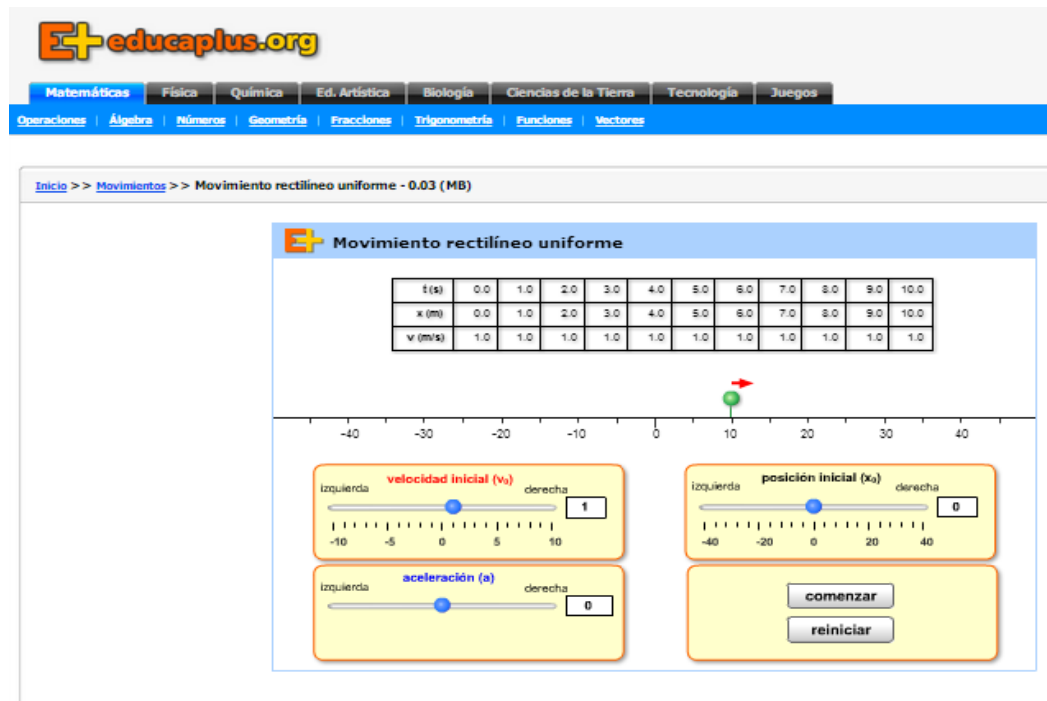 E+ educaplus.org
Matemáticas Física Química Ed. Artística Biología Ciencias de la Tierra Tecnología Juegos
Operaciones | Álgebra | Números | Geometría | Fracciones | Trigonometría | Funciones | Vectores
Inicio >> Movimientos >> Movimiento rectilíneo uniforme - 0.03 (MB)
E+ Movimiento rectilíneo uniforme
t (s) 0.0 1.0 2.0 3.0 4.0 5.0 6.0 7.0 8.0 9.0 10.0
x (m) 0.0 1.0 2.0 3.0 4.0 5.0 6.0 7.0 8.0 9.0 10.0
v (m/s) 1.0 1.0 1.0 1.0 1.0 1.0 1.0 1.0 1.0 1.0 1.0
-40 -30 -20 -10 0 10 20 30 40
velocidad inicial (v₀)
izquierda derecha
1
-10 -5 0 5 10
posición inicial (x₀)
izquierda derecha
0
-40 -20 0 20 40
aceleración (a)
izquierda derecha
0
comenzar
reiniciar